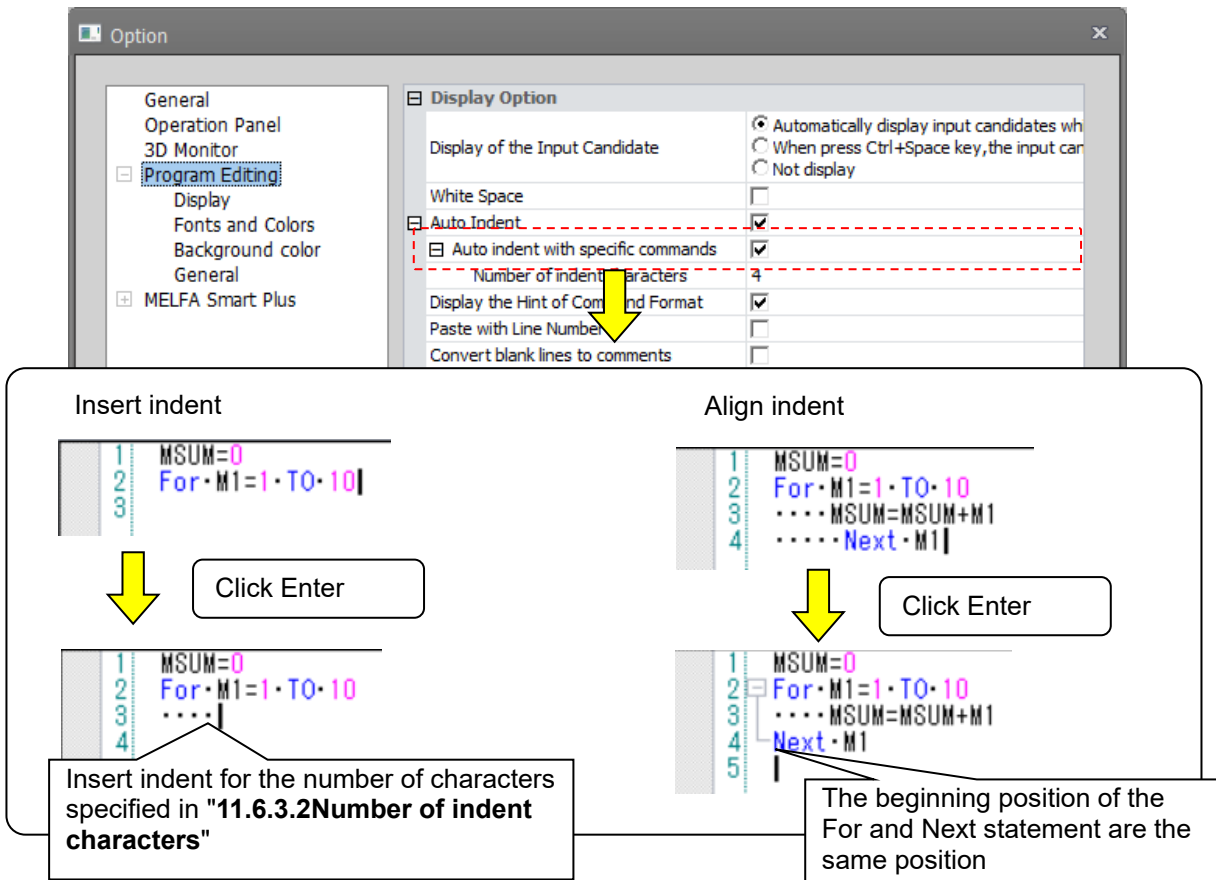 Option
General
Operation Panel
3D Monitor
Program Editing
Display
Fonts and Colors
Background color
General
MELFA Smart Plus
Display Option
Display of the Input Candidate
Automatically display input candidates wh
When press Ctrl+Space key,the input can
Not display
White Space
Auto Indent
Auto indent with specific commands
Number of indent aracters
4
Display the Hint of Com nd Format
Paste with Line Number
Convert blank lines to comments
Insert indent
1 MSUM=0
2 For·M1=1·TO·10
3
Click Enter
1 MSUM=0
2 For·M1=1·TO·10
3 ····
4
Insert indent for the number of characters
specified in "11.6.3.2Number of indent
characters"
Align indent
1 MSUM=0
2 For·M1=1·TO·10
3 ····MSUM=MSUM+M1
4 ·····Next·M1
Click Enter
1 MSUM=0
2 For·M1=1·TO·10
3 ····MSUM=MSUM+M1
4 Next·M1
5
The beginning position of the
For and Next statement are the
same position